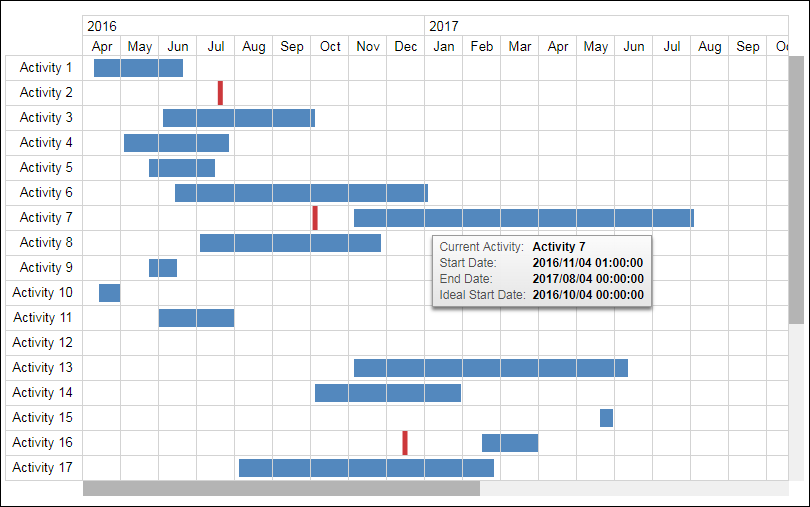 2016 2017
Apr May Jun Jul Aug Sep Oct Nov Dec Jan Feb Mar Apr May Jun Jul Aug Sep
Activity 1
Activity 2
Activity 3
Activity 4
Activity 5
Activity 6
Activity 7
Activity 8
Current Activity: Activity 7
Start Date: 2016/11/04 01:00:00
End Date: 2017/08/04 00:00:00
Ideal Start Date: 2016/10/04 00:00:00
Activity 9
Activity 10
Activity 11
Activity 12
Activity 13
Activity 14
Activity 15
Activity 16
Activity 17